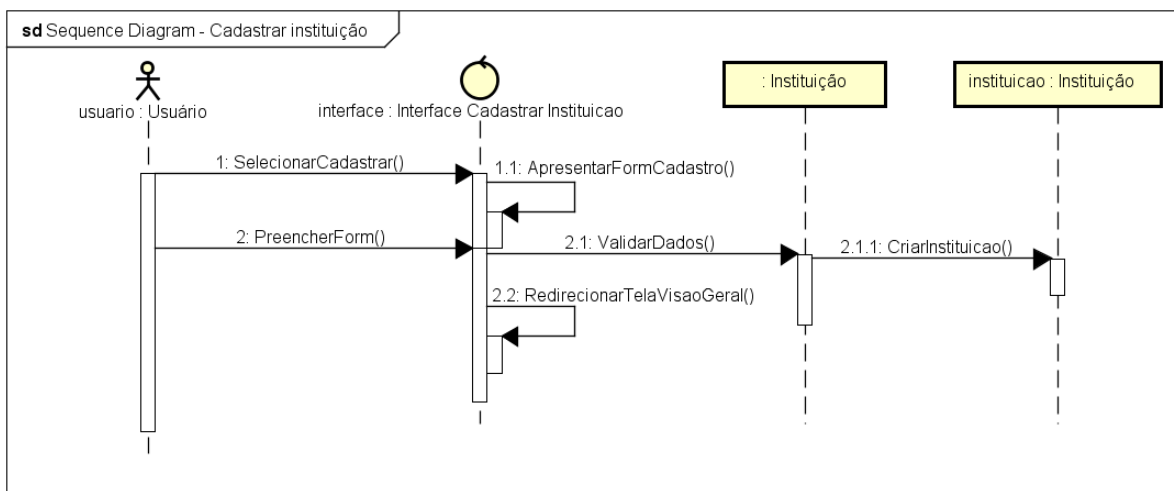 sd Sequence Diagram - Cadastrar instituição
usuario : Usuário
interface : Interface Cadastrar Instituicao
: Instituição
instituicao : Instituição
1: SelecionarCadastrar()
1.1: ApresentarFormCadastro()
2: PreencherForm()
2.1: ValidarDados()
2.1.1: CriarInstituicao()
2.2: RedirecionarTelaVisaoGeral()